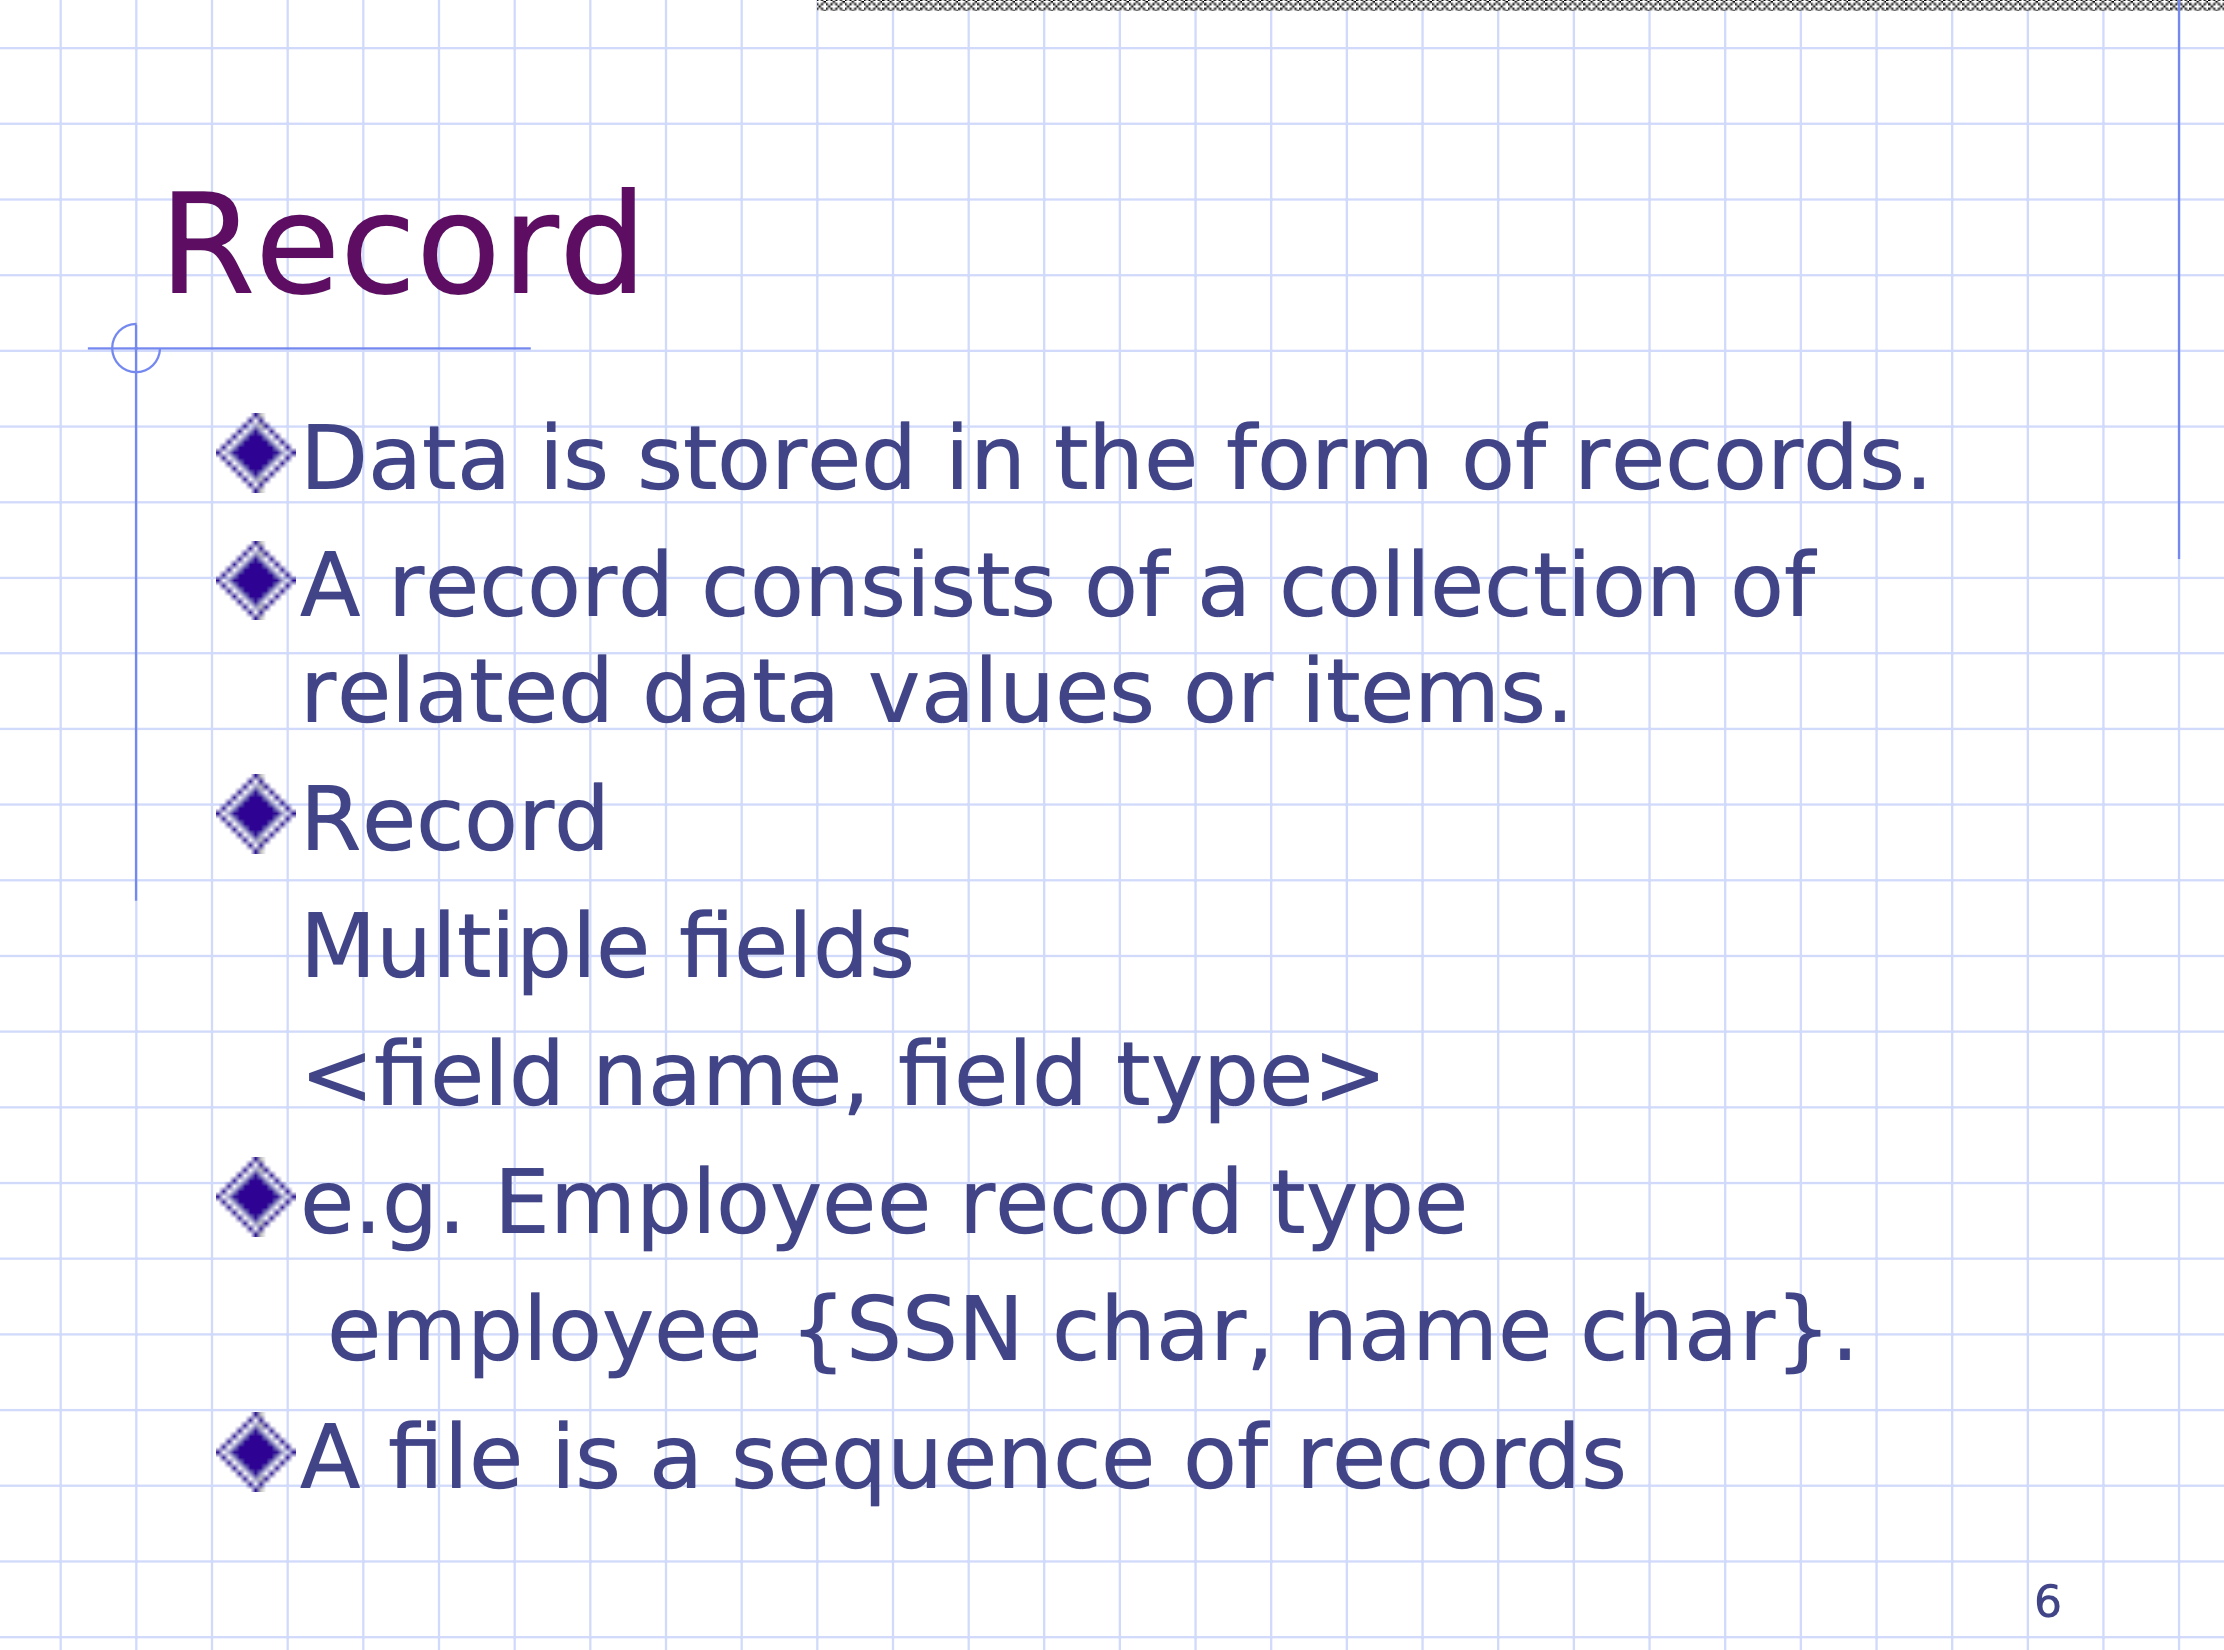 Record
Data is stored in the form of records.
A record consists of a collection of
related data values or items.
Record
Multiple fields
<field name, field type>
e.g. Employee record type
employee {SSN char, name char}.
A file is a sequence of records
6